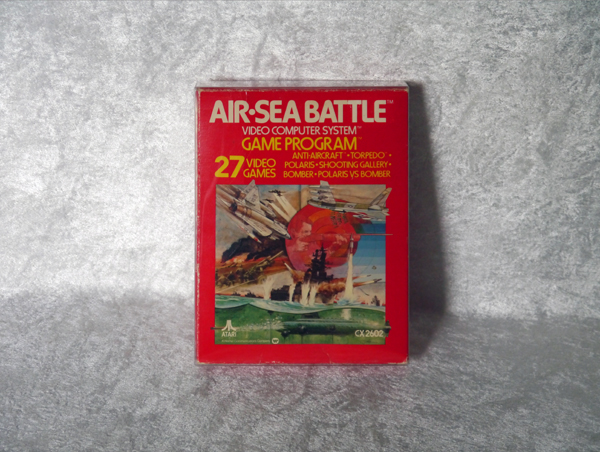 AIR•SEA BATTLE™
VIDEO COMPUTER SYSTEM™
GAME PROGRAM™
27 VIDEO GAMES
ANTI-AIRCRAFT • TORPEDO •
POLARIS • SHOOTING GALLERY •
BOMBER • POLARIS VS BOMBER
ATARI
CX2602